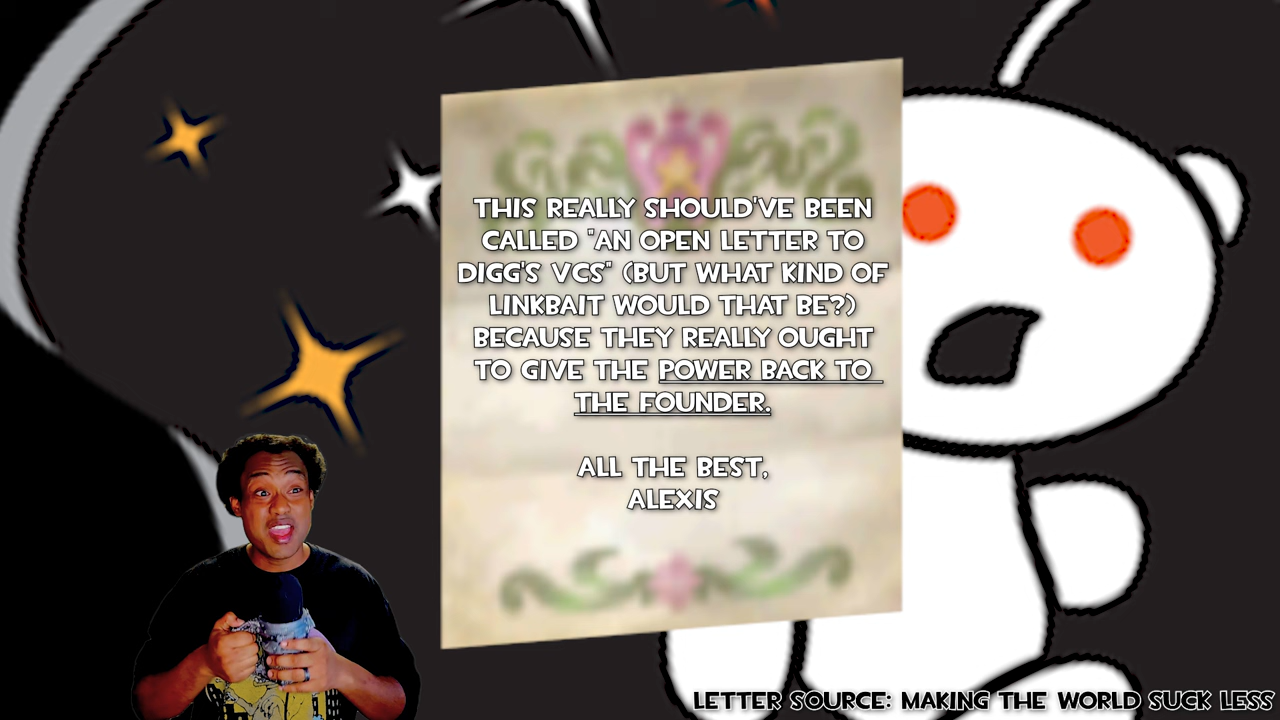 THIS REALLY SHOULD'VE BEEN
CALLED "AN OPEN LETTER TO
DIGG'S VCS" (BUT WHAT KIND OF
LINKBAIT WOULD THAT BE?)
BECAUSE THEY REALLY OUGHT
TO GIVE THE POWER BACK TO
THE FOUNDER.
ALL THE BEST,
ALEXIS
LETTER SOURCE: MAKING THE WORLD SUCK LESS